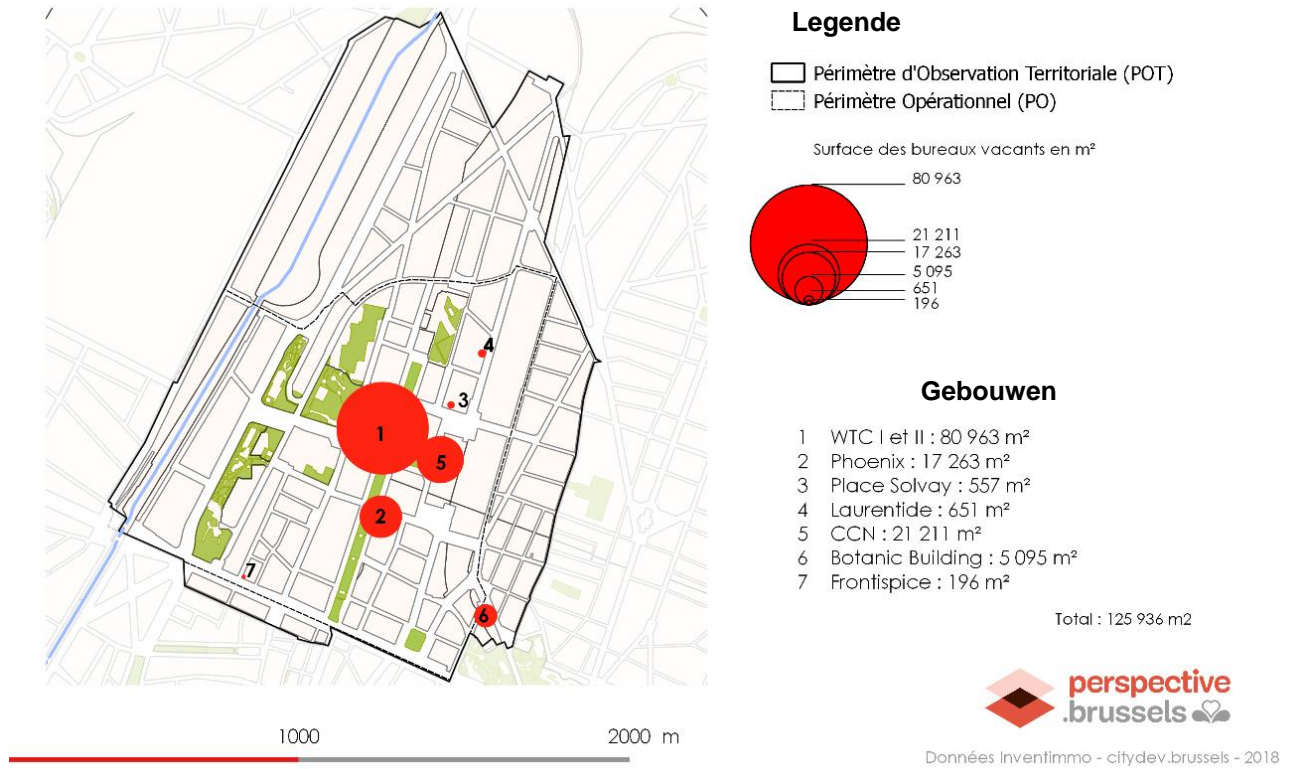 Legende
Périmètre d'Observation Territoriale (POT)
Périmètre Opérationnel (PO)
Surface des bureaux vacants en m²
80 963
21 211
17 263
5 095
651
196
4
3
1
5
2
7
6
Gebouwen
1 WTC I et II : 80 963 m²
2 Phoenix : 17 263 m²
3 Place Solvay : 557 m²
4 Laurentide : 651 m²
5 CCN : 21 211 m²
6 Botanic Building : 5 095 m²
7 Frontispice : 196 m²
Total : 125 936 m2
perspective
.brussels
1000 2000 m
Données Inventimmo - citydev.brussels - 2018